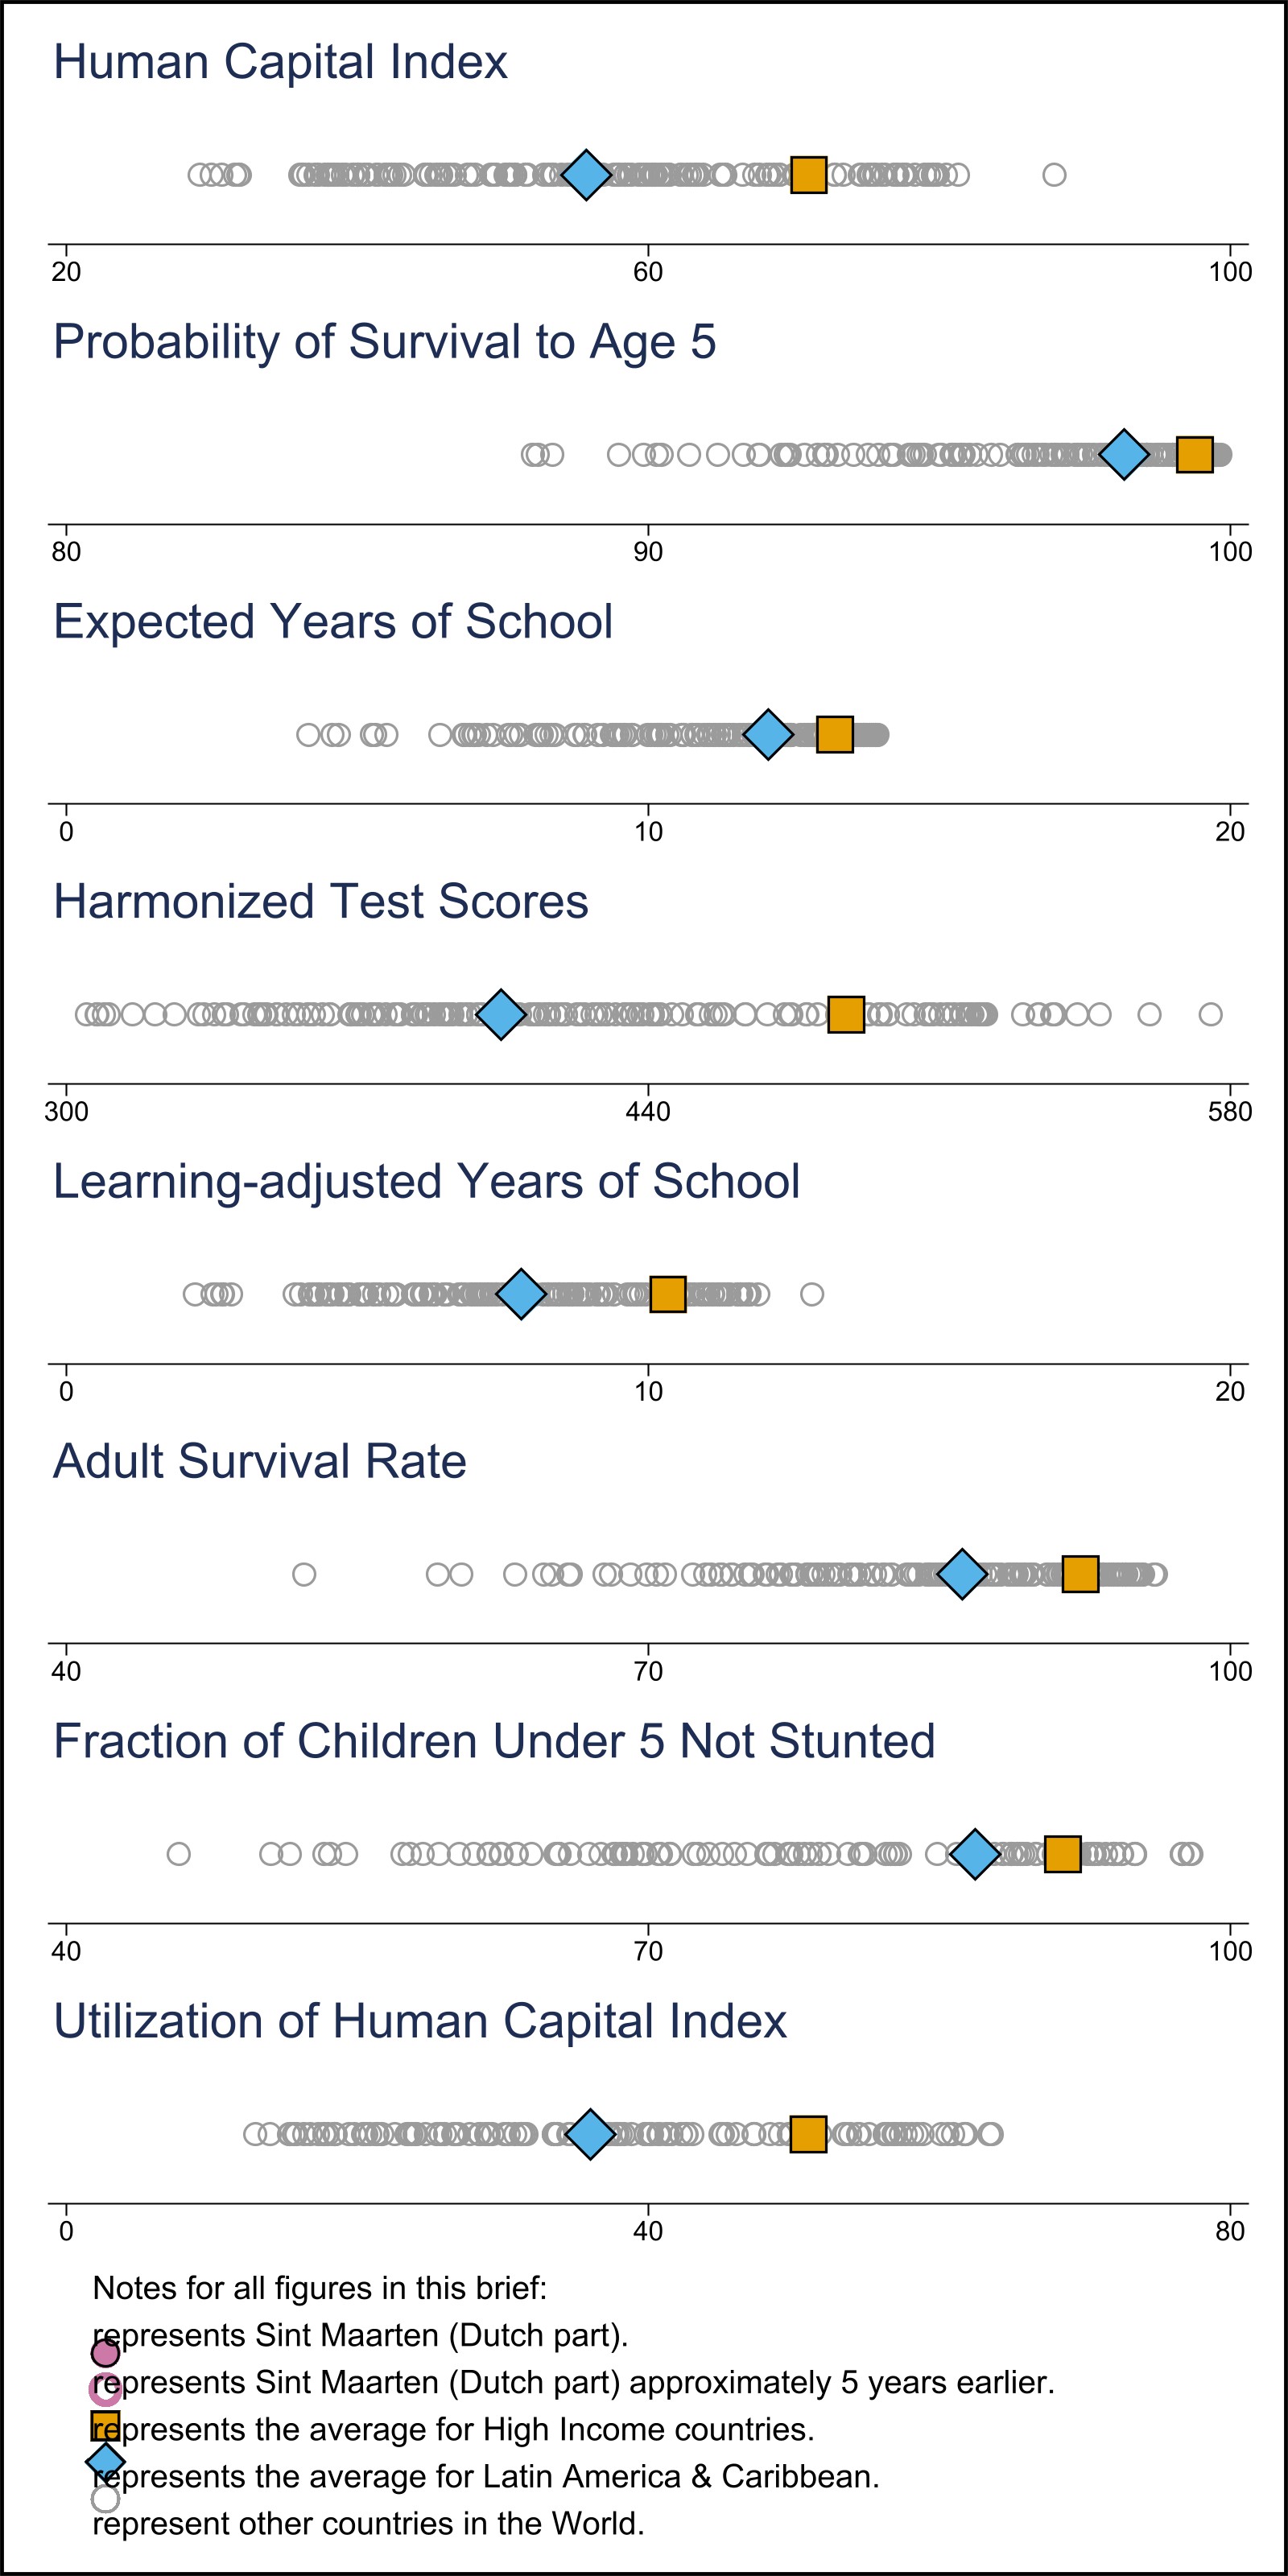 Human Capital Index
20 60 100
Probability of Survival to Age 5
80 90 100
Expected Years of School
0 10 20
Harmonized Test Scores
300 440 580
Learning-adjusted Years of School
0 10 20
Adult Survival Rate
40 70 100
Fraction of Children Under 5 Not Stunted
40 70 100
Utilization of Human Capital Index
0 40 80
Notes for all figures in this brief:
represents Sint Maarten (Dutch part).
represents Sint Maarten (Dutch part) approximately 5 years earlier.
represents the average for High Income countries.
represents the average for Latin America & Caribbean.
represent other countries in the World.